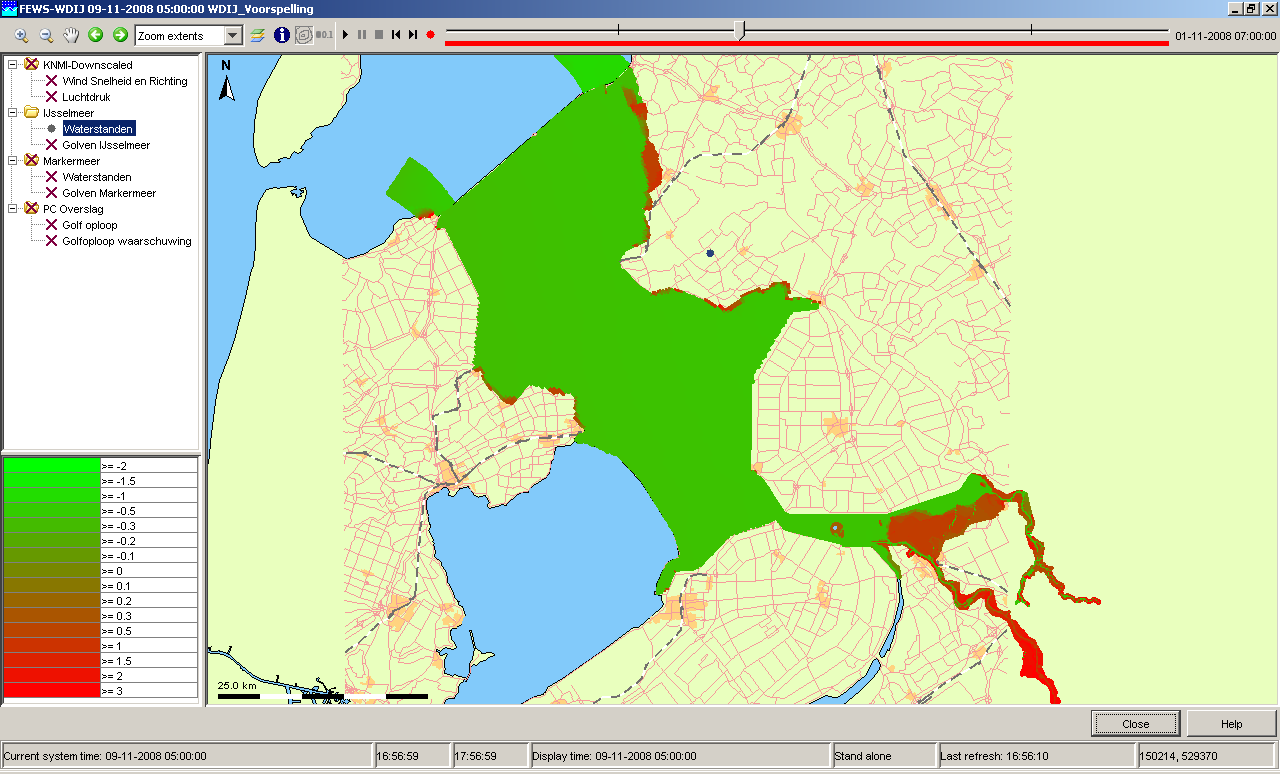 FEWS-WDIJ 09-11-2008 05:00:00 WDIJ_Voorspelling
Zoom extents
0.1
01-11-2008 07:00:00
KNMI-Downscaled
Wind Snelheid en Richting
Luchtdruk
IJsselmeer
Waterstanden
Golven IJsselmeer
Markermeer
Waterstanden
Golven Markermeer
PC Overslag
Golf oploop
Golfoploop waarschuwing
N
>= -2
>= -1.5
>= -1
>= -0.5
>= -0.3
>= -0.2
>= -0.1
>= 0
>= 0.1
>= 0.2
>= 0.3
>= 0.5
>= 1
>= 1.5
>= 2
>= 3
25.0 km
Close Help
Current system time: 09-11-2008 05:00:00 16:56:59 17:56:59 Display time: 09-11-2008 05:00:00 Stand alone Last refresh: 16:56:10 150214, 529370